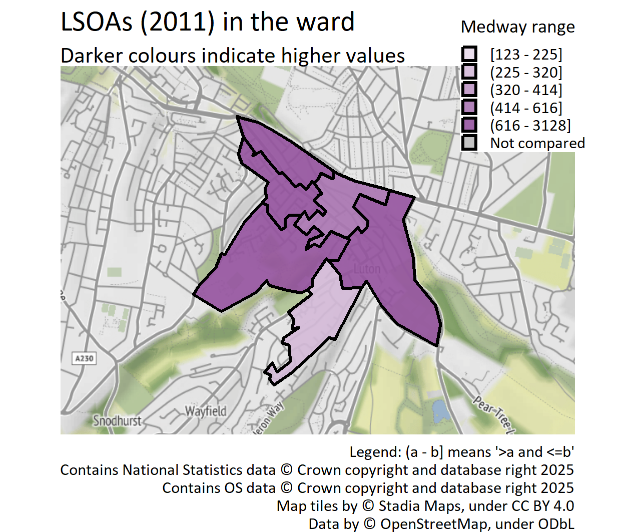 LSOAs (2011) in the ward
Darker colours indicate higher values
Medway range
[123 - 225]
(225 - 320]
(320 - 414]
(414 - 616]
(616 - 3128]
Not compared
Luton
A230
Wayfield
Snodhurst
Legend: (a - b] means '>a and <=b'
Contains National Statistics data © Crown copyright and database right 2025
Contains OS data © Crown copyright and database right 2025
Map tiles by © Stadia Maps, under CC BY 4.0
Data by © OpenStreetMap, under ODbL